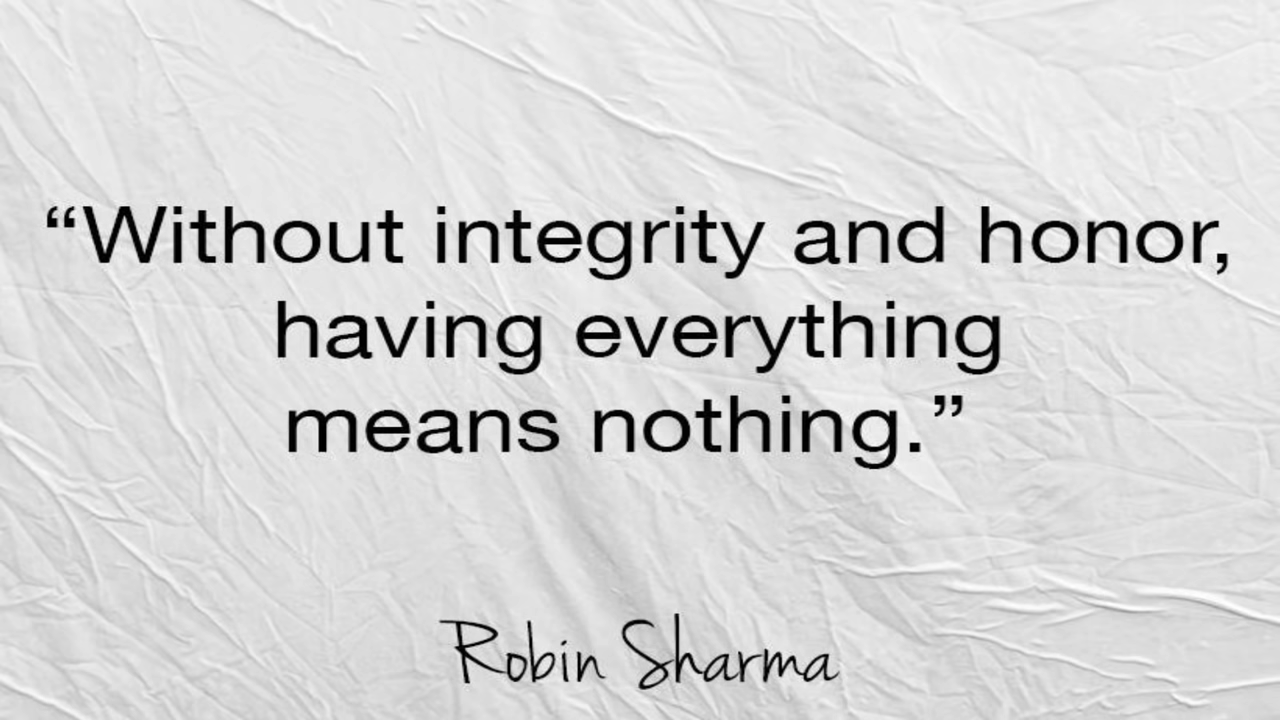 “Without integrity and honor,
having everything
means nothing.”
Robin Sharma